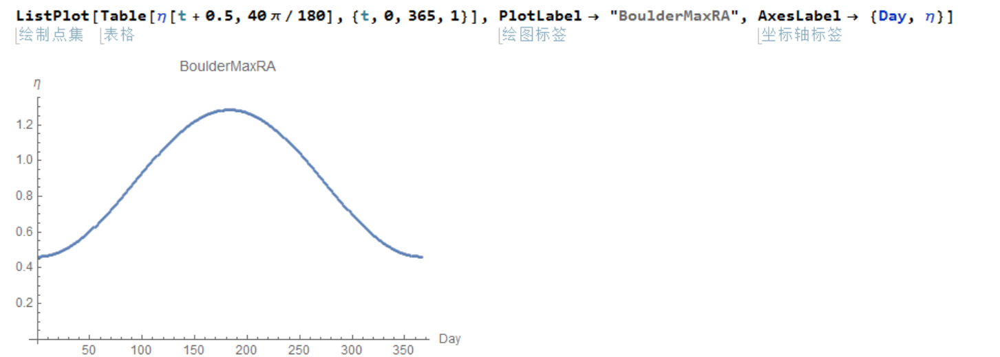 ListPlot[Table[η[t + 0.5, 40 π / 180], {t, 0, 365, 1}], PlotLabel → "BoulderMaxRA", AxesLabel → {Day, η}]
绘制点集 表格 绘图标签 坐标轴标签
BoulderMaxRA
η
1.2
1.0
0.8
0.6
0.4
0.2
50 100 150 200 250 300 350 Day